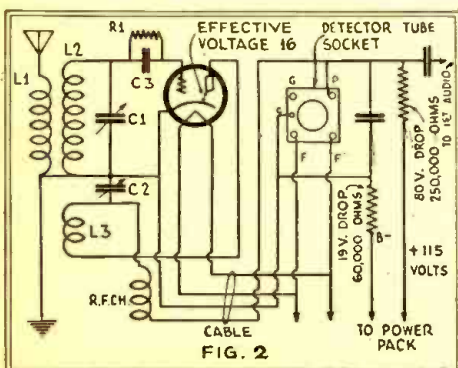 EFFECTIVE
VOLTAGE 16
DETECTOR TUBE
SOCKET
R1
L1
L2
C3
C1
C2
L3
R.F.CH.
G
P
C
F
F
80 V. DROP
250,000 OHMS
TO 1ST AUDIO
19V. DROP
60,000 OHMS
B-
+115
VOLTS
CABLE
TO POWER
PACK
FIG. 2